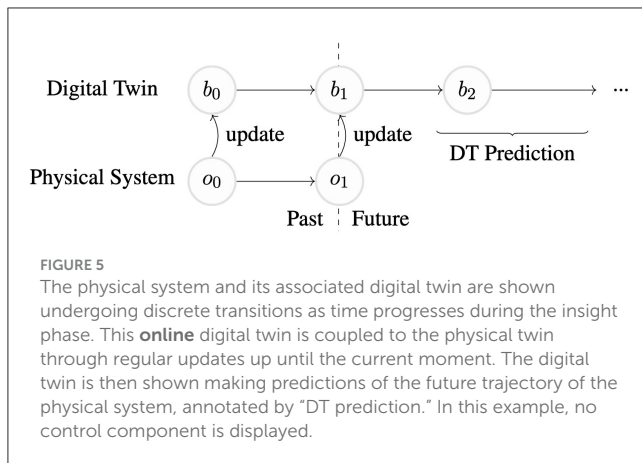 Digital Twin b0 b1 b2 ...
update update
DT Prediction
Physical System o0 o1
Past Future
FIGURE 5
The physical system and its associated digital twin are shown
undergoing discrete transitions as time progresses during the insight
phase. This online digital twin is coupled to the physical twin
through regular updates up until the current moment. The digital
twin is then shown making predictions of the future trajectory of the
physical system, annotated by “DT prediction.” In this example, no
control component is displayed.